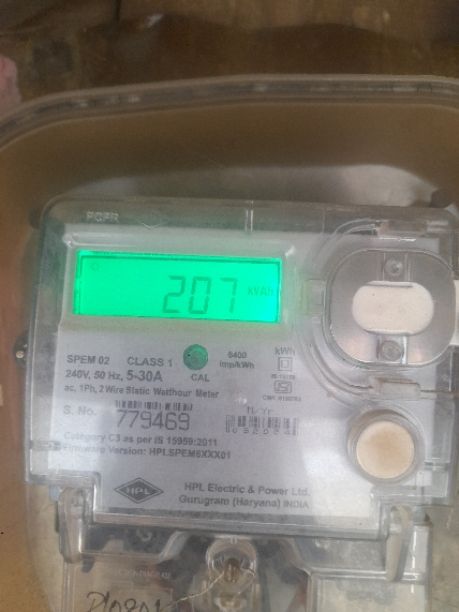 207 kVAh
SPEM 02 CLASS 1
6400
imp/kWh
kWh
240V, 50 Hz, 5-30A
CAL
ac, 1Ph, 2 Wire Static Watthour Meter
S. No. 779469
Category C3 as per IS 15959:2011
Firmware Version: HPLSPEM6XXX01
HPL
HPL Electric & Power Ltd.
Gurugram (Haryana) INDIA